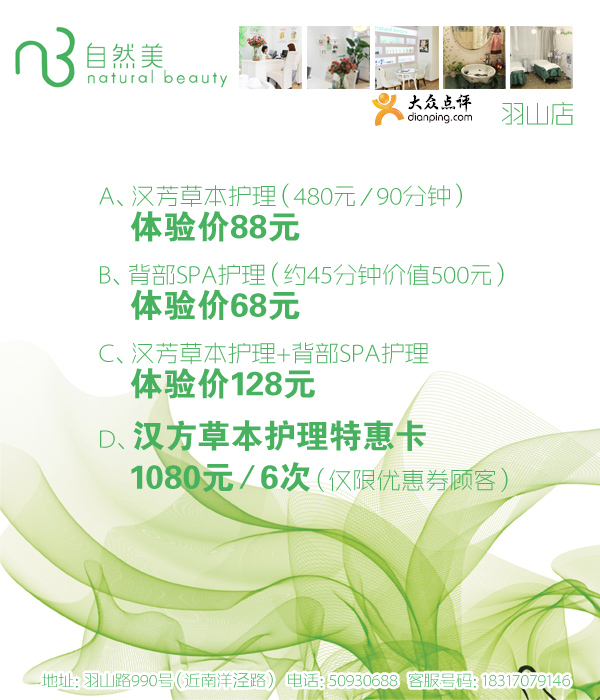 自然美
natural beauty
大众点评
dianping.com
羽山店
A、汉芳草本护理（480元／90分钟）
体验价88元
B、背部SPA护理（约45分钟价值500元）
体验价68元
C、汉芳草本护理+背部SPA护理
体验价128元
D、汉方草本护理特惠卡
1080元／6次（仅限优惠券顾客）
地址：羽山路990号（近南洋泾路） 电话：50930688 客服号码：18317079146